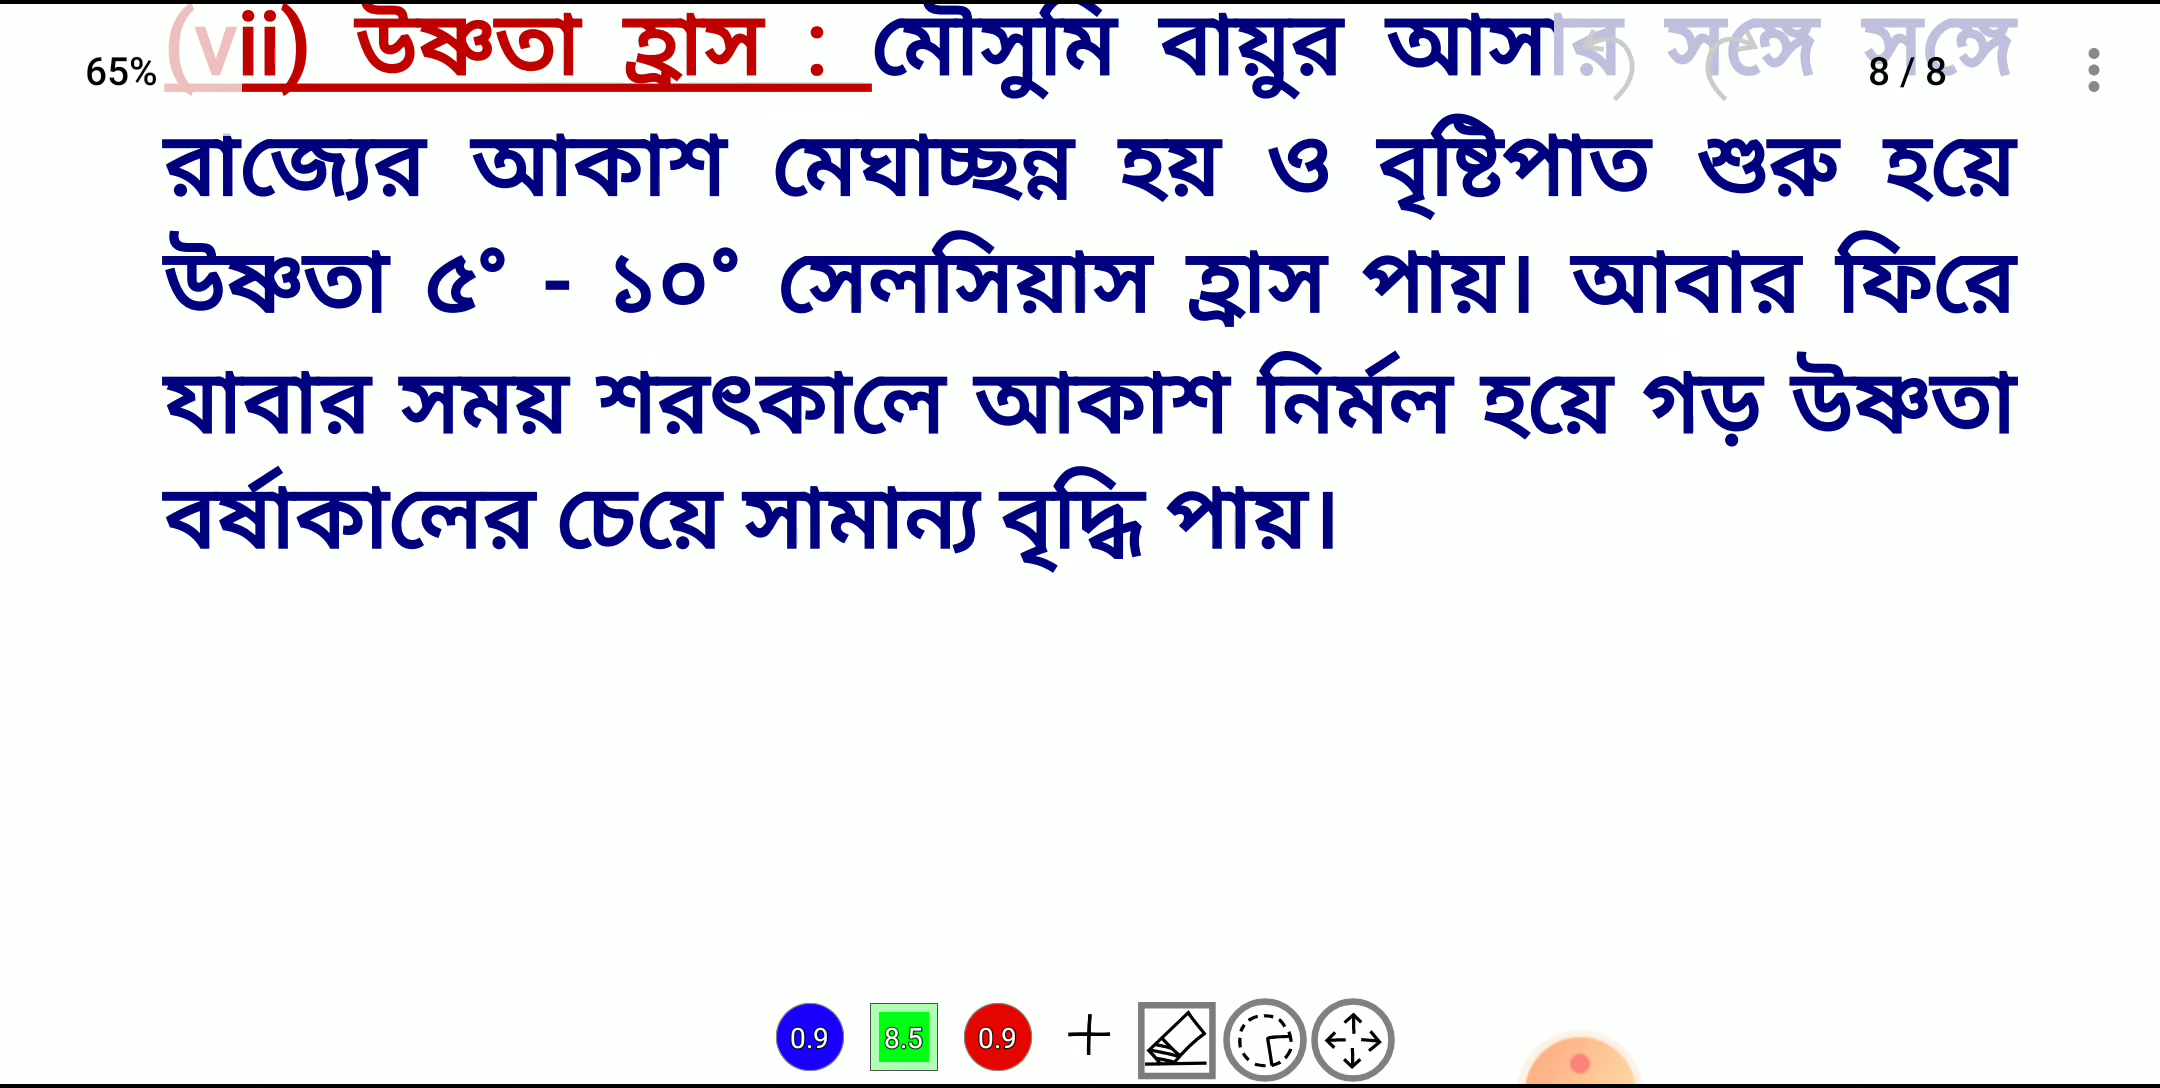 (vii) উষ্ণতা হ্রাস : মৌসুমি বায়ুর আসার সঙ্গে সঙ্গে
65%
8 / 8
রাজ্যের আকাশ মেঘাচ্ছন্ন হয় ও বৃষ্টিপাত শুরু হয়ে
উষ্ণতা ৫° - ১০° সেলসিয়াস হ্রাস পায়। আবার ফিরে
যাবার সময় শরৎকালে আকাশ নির্মল হয়ে গড় উষ্ণতা
বর্ষাকালের চেয়ে সামান্য বৃদ্ধি পায়।
0.9 8.5 0.9